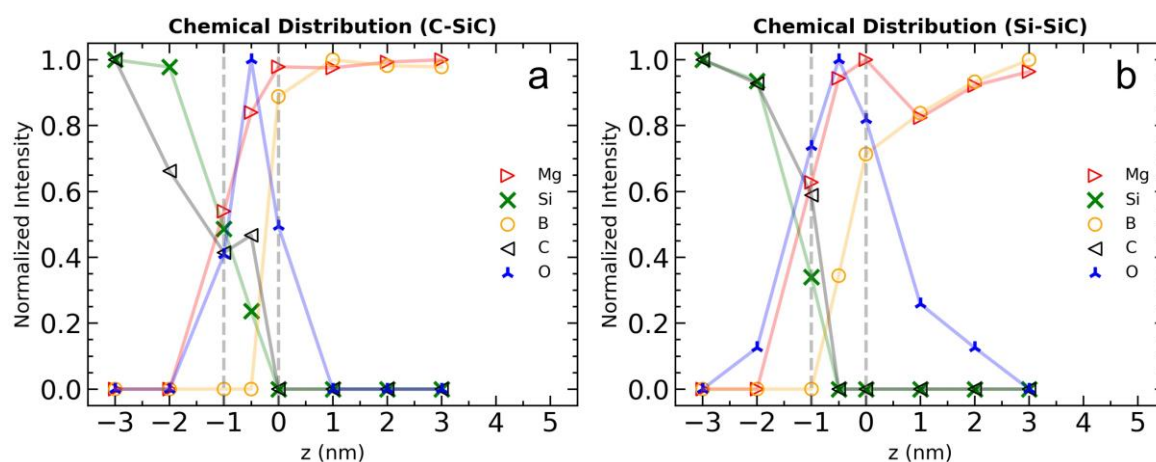 Chemical Distribution (C-SiC)
1.0
0.8
0.6
0.4
0.2
0.0
Normalized Intensity
a
Mg
Si
B
C
O
−3 −2 −1 0 1 2 3 4 5
z (nm)
Chemical Distribution (Si-SiC)
1.0
0.8
0.6
0.4
0.2
0.0
Normalized Intensity
b
Mg
Si
B
C
O
−3 −2 −1 0 1 2 3 4 5
z (nm)